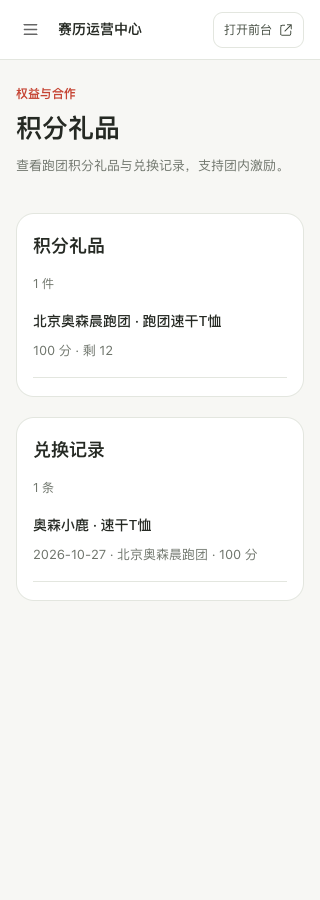 赛历运营中心
打开前台
权益与合作
积分礼品
查看跑团积分礼品与兑换记录，支持团内激励。
积分礼品
1 件
北京奥森晨跑团 · 跑团速干T恤
100 分 · 剩 12
兑换记录
1 条
奥森小鹿 · 速干T恤
2026-10-27 · 北京奥森晨跑团 · 100 分